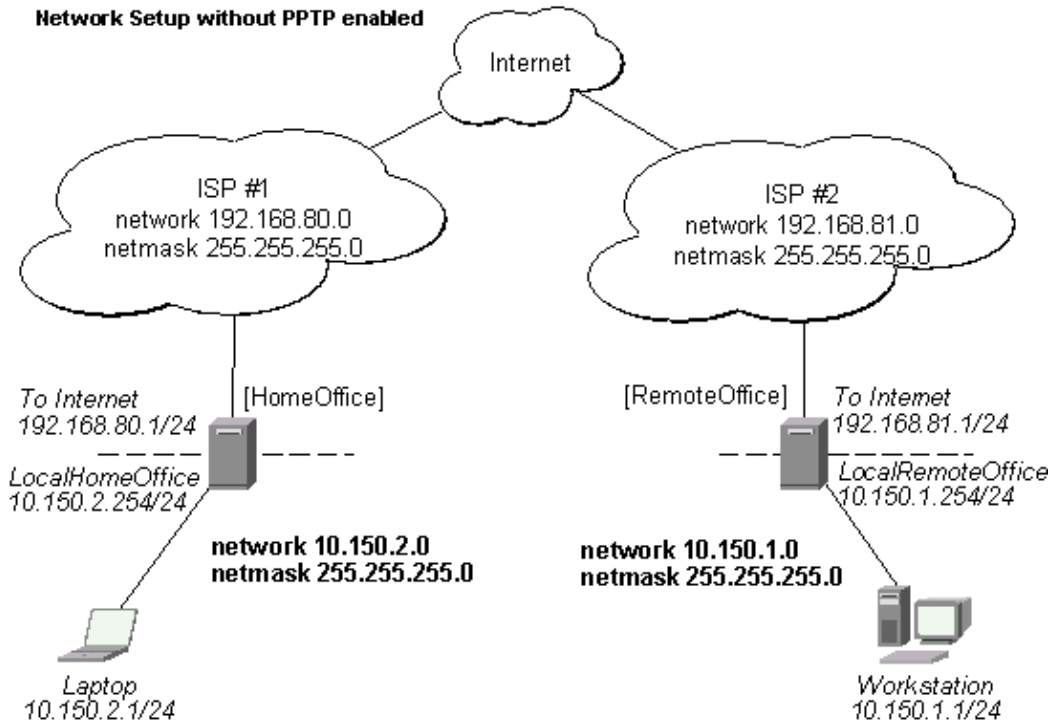 Network Setup without PPTP enabled
Internet
ISP #1
network 192.168.80.0
netmask 255.255.255.0
ISP #2
network 192.168.81.0
netmask 255.255.255.0
To Internet
192.168.80.1/24
[HomeOffice]
[RemoteOffice]
To Internet
192.168.81.1/24
LocalHomeOffice
10.150.2.254/24
LocalRemoteOffice
10.150.1.254/24
network 10.150.2.0
netmask 255.255.255.0
network 10.150.1.0
netmask 255.255.255.0
Laptop
10.150.2.1/24
Workstation
10.150.1.1/24